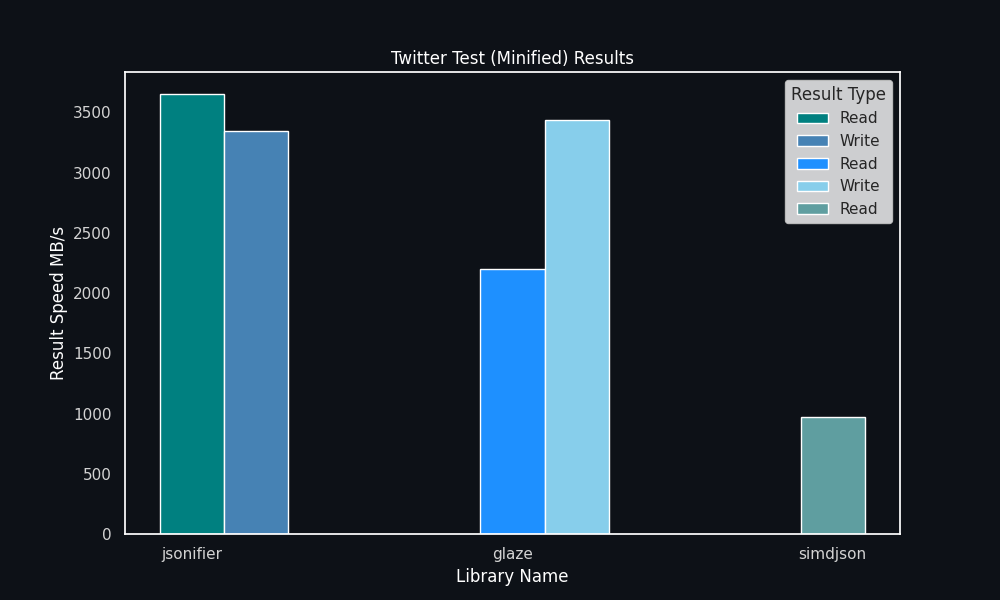 Twitter Test (Minified) Results
Result Type
Read
Write
Read
Write
Read
Result Speed MB/s
3500
3000
2500
2000
1500
1000
500
0
jsonifier
glaze
simdjson
Library Name